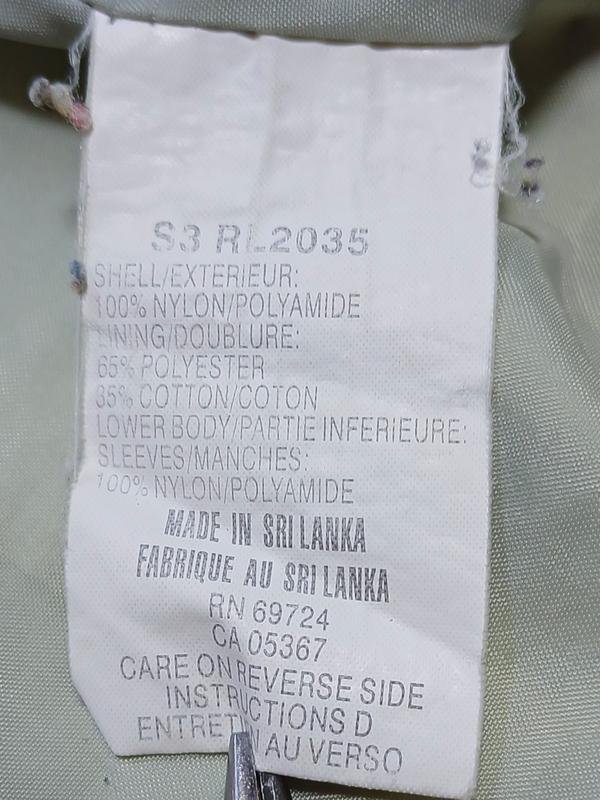 S3 RL2035
SHELL/EXTERIEUR:
100% NYLON/POLYAMIDE
LINING/DOUBLURE:
65% POLYESTER
35% COTTON/COTON
LOWER BODY/PARTIE INFERIEURE:
SLEEVES/MANCHES:
100% NYLON/POLYAMIDE
MADE IN SRI LANKA
FABRIQUE AU SRI LANKA
RN 69724
CA 05367
CARE ON REVERSE SIDE
INSTRUCTIONS D
ENTRETIEN AU VERSO